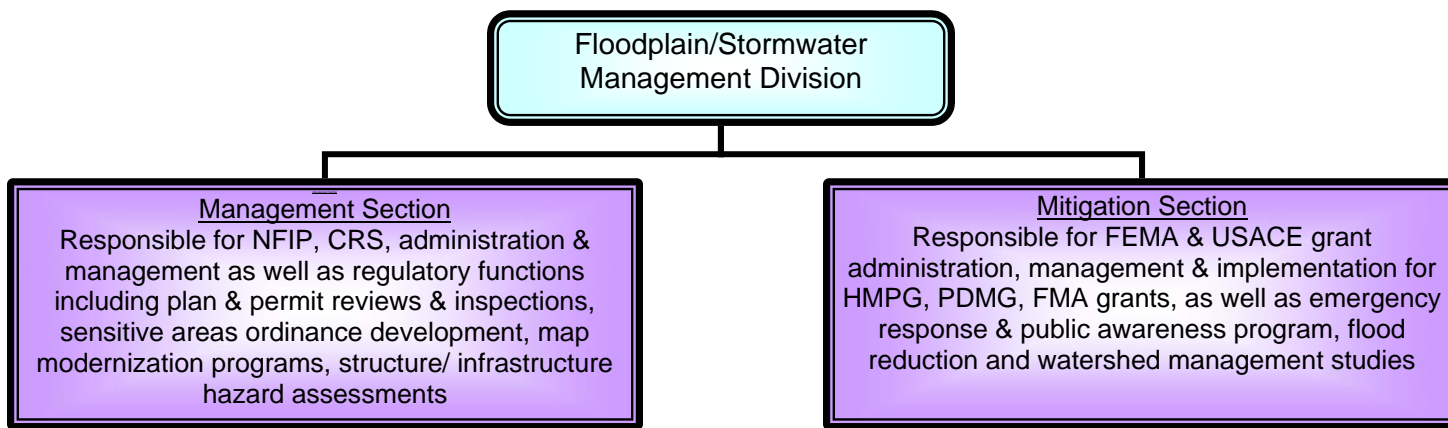 Floodplain/Stormwater
Management Division
Management Section
Responsible for NFIP, CRS, administration &
management as well as regulatory functions
including plan & permit reviews & inspections,
sensitive areas ordinance development, map
modernization programs, structure/ infrastructure
hazard assessments
Mitigation Section
Responsible for FEMA & USACE grant
administration, management & implementation for
HMPG, PDMG, FMA grants, as well as emergency
response & public awareness program, flood
reduction and watershed management studies